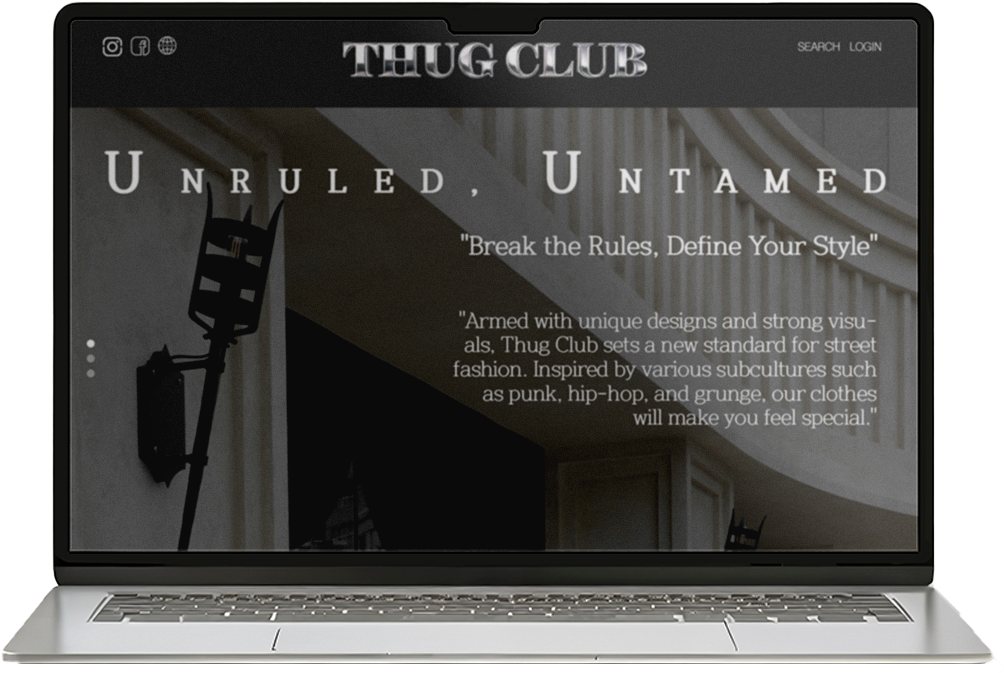 THUG CLUB
SEARCH LOGIN
UNRULED, UNTAMED
"Break the Rules, Define Your Style"
"Armed with unique designs and strong visu-
als, Thug Club sets a new standard for street
fashion. Inspired by various subcultures such
as punk, hip-hop, and grunge, our clothes
will make you feel special."